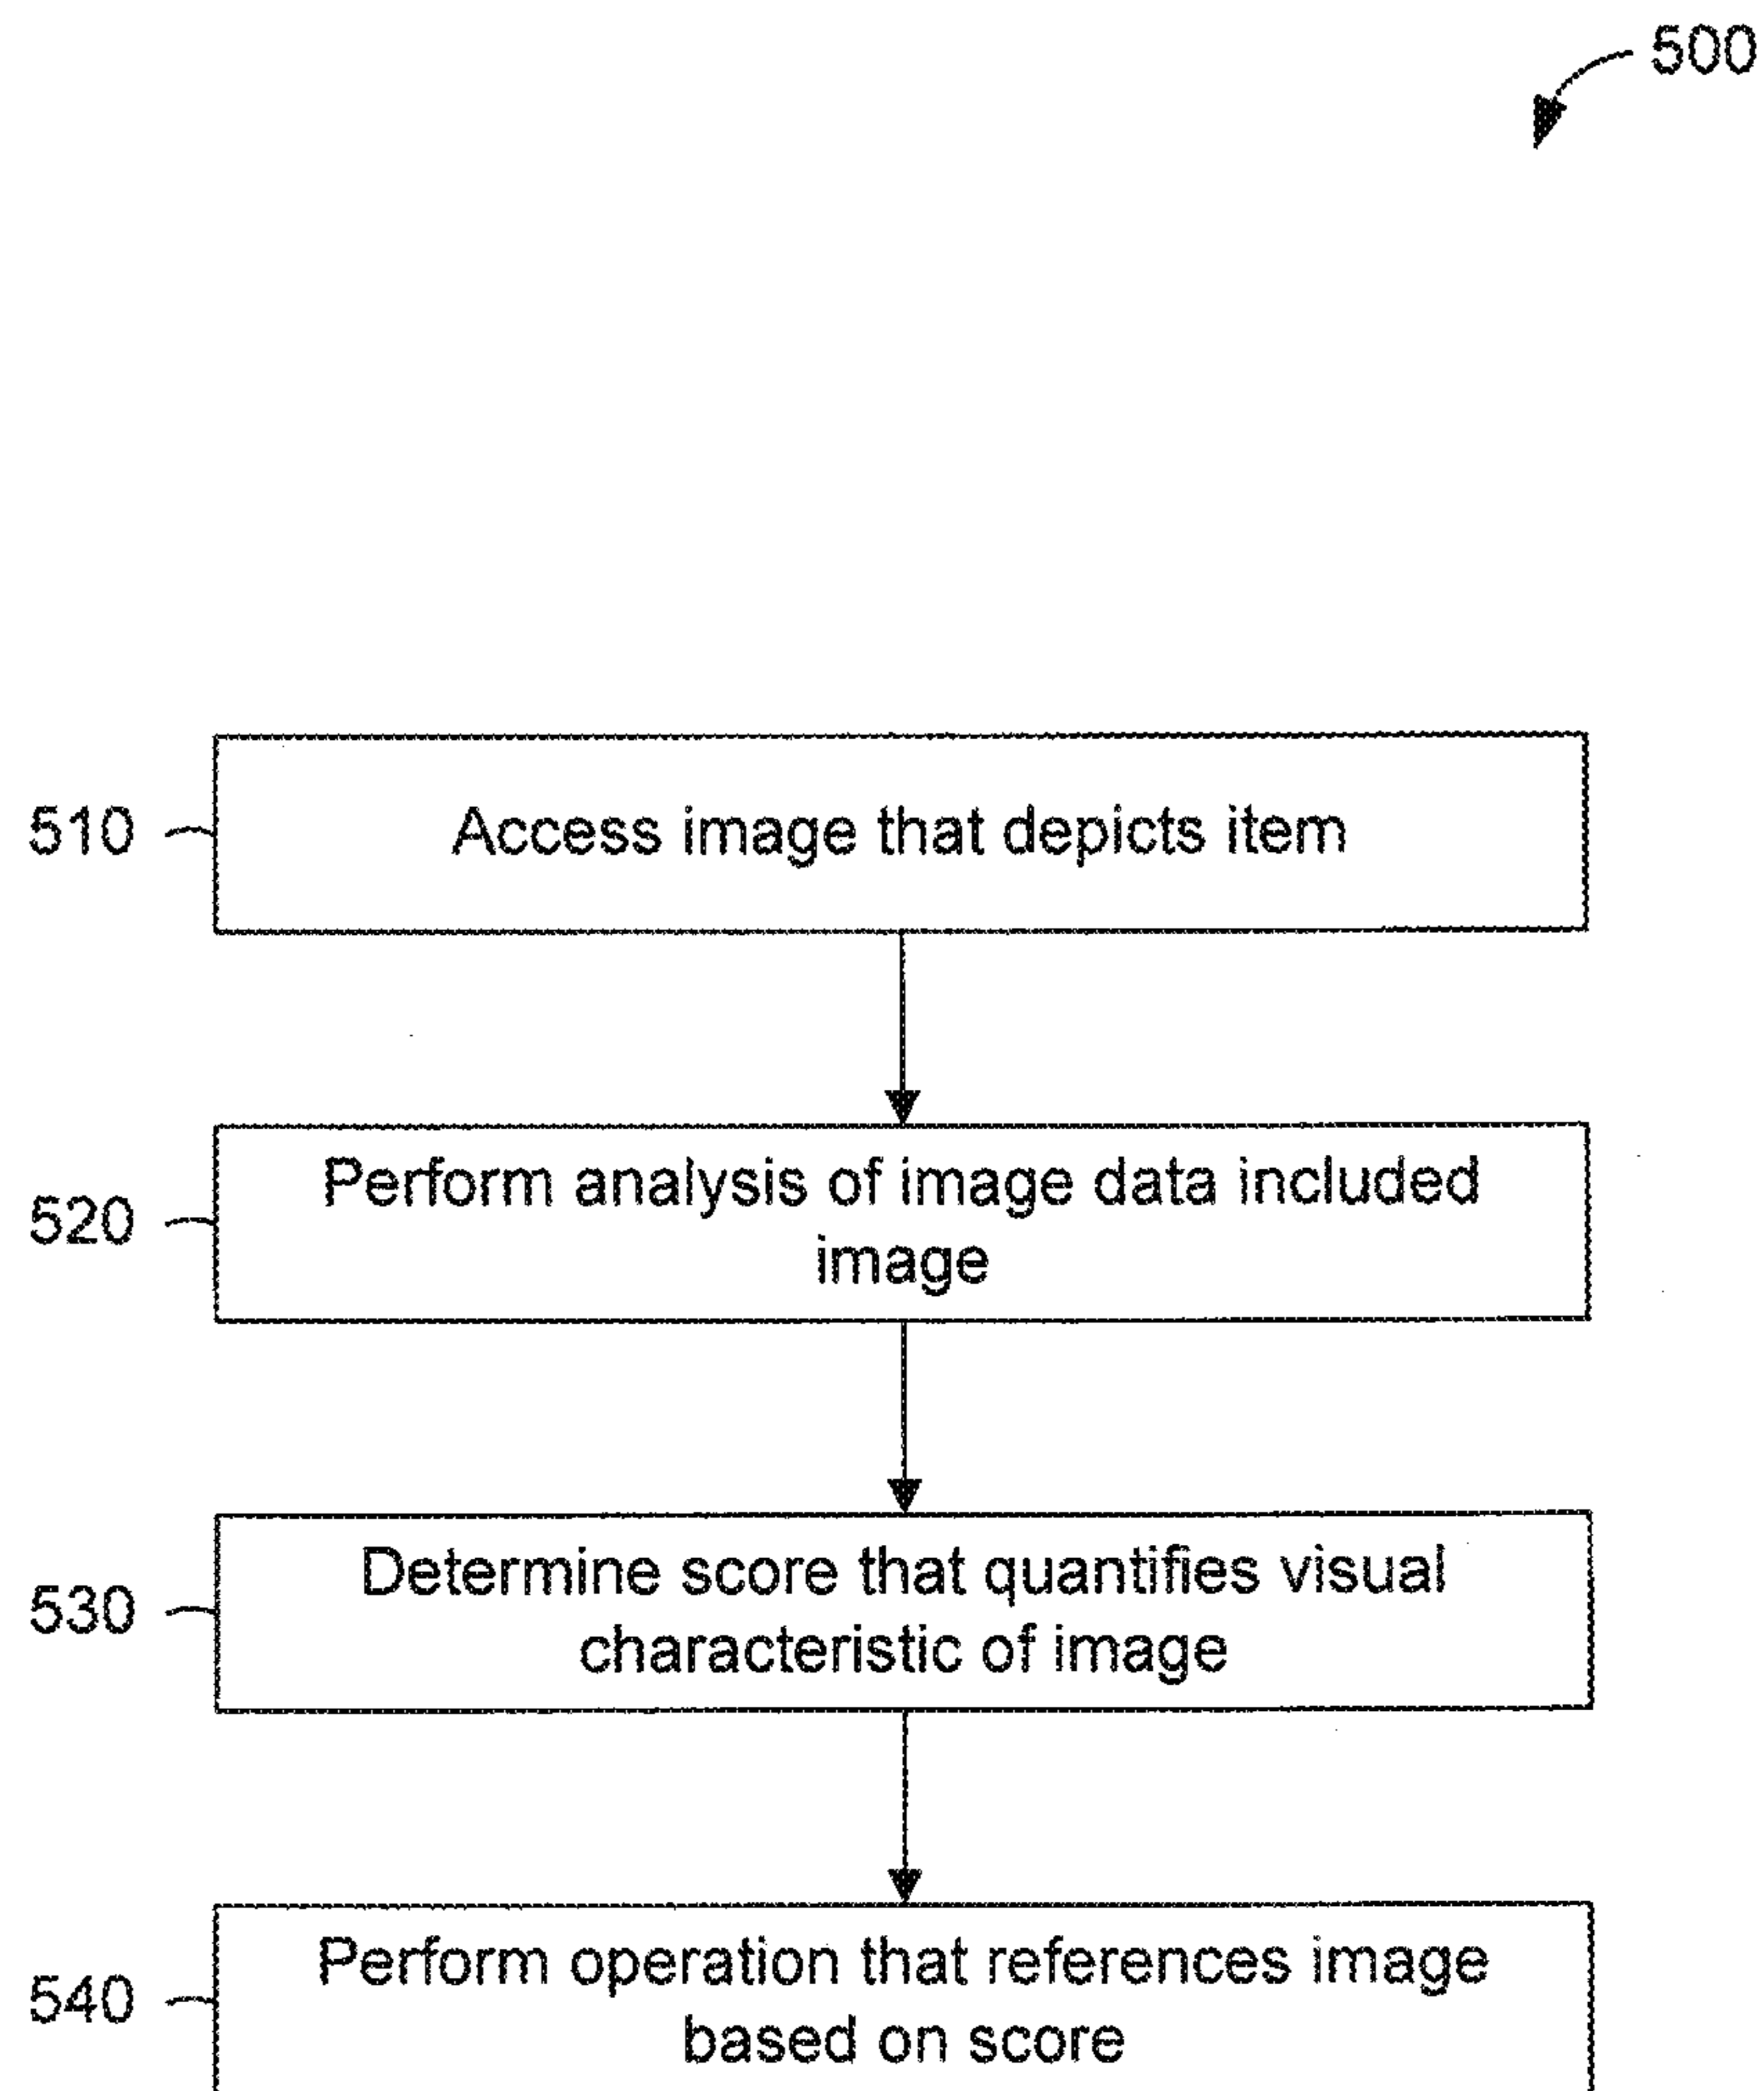 500
510
Access image that depicts item
520
Perform analysis of image data included
image
530
Determine score that quantifies visual
characteristic of image
540
Perform operation that references image
based on score